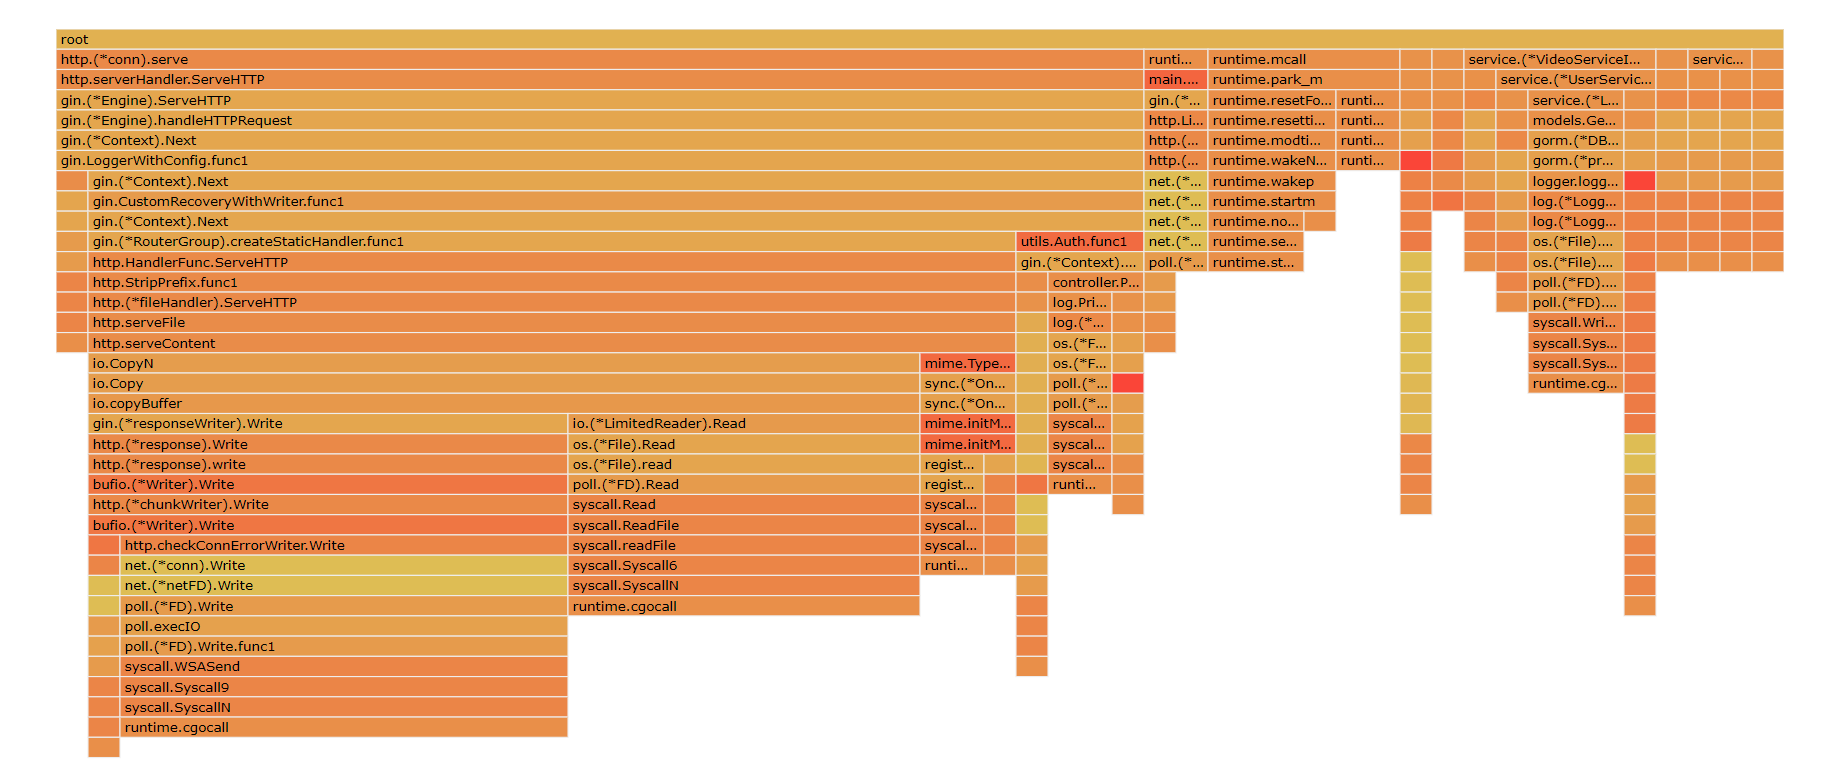 root
http.(*conn).serve runti... runtime.mcall service.(*VideoServiceI... servic...
http.serverHandler.ServeHTTP main.... runtime.park_m service.(*UserServic...
gin.(*Engine).ServeHTTP gin.(*... runtime.resetFo... runti... service.(*L...
gin.(*Engine).handleHTTPRequest http.Li... runtime.resetti... runti... models.Ge...
gin.(*Context).Next http.(... runtime.modti... runti... gorm.(*DB...
gin.LoggerWithConfig.func1 http.(... runtime.wakeN... runti... gorm.(*pr...
gin.(*Context).Next net.(*... runtime.wakep logger.logg...
gin.CustomRecoveryWithWriter.func1 net.(*... runtime.startm log.(*Logg...
gin.(*Context).Next net.(*... runtime.no... log.(*Logg...
gin.(*RouterGroup).createStaticHandler.func1 utils.Auth.func1 net.(*... runtime.se... os.(*File)....
http.HandlerFunc.ServeHTTP gin.(*Context).... poll.(*... runtime.st... os.(*File)....
http.StripPrefix.func1 controller.P... poll.(*FD)....
http.(*fileHandler).ServeHTTP log.Pri... poll.(*FD)....
http.serveFile log.(*... syscall.Wri...
http.serveContent os.(*F... syscall.Sys...
io.CopyN mime.Type... os.(*F... syscall.Sys...
io.Copy sync.(*On... poll.(*... runtime.cg...
io.copyBuffer sync.(*On... poll.(*...
gin.(*responseWriter).Write io.(*LimitedReader).Read mime.initM... syscal...
http.(*response).Write os.(*File).Read mime.initM... syscal...
http.(*response).write os.(*File).read regist... syscal...
bufio.(*Writer).Write poll.(*FD).Read regist... runti...
http.(*chunkWriter).Write syscall.Read syscal...
bufio.(*Writer).Write syscall.ReadFile syscal...
http.checkConnErrorWriter.Write syscall.readFile syscal...
net.(*conn).Write syscall.Syscall6 runti...
net.(*netFD).Write syscall.SyscallN
poll.(*FD).Write runtime.cgocall
poll.execIO
poll.(*FD).Write.func1
syscall.WSASend
syscall.Syscall9
syscall.SyscallN
runtime.cgocall